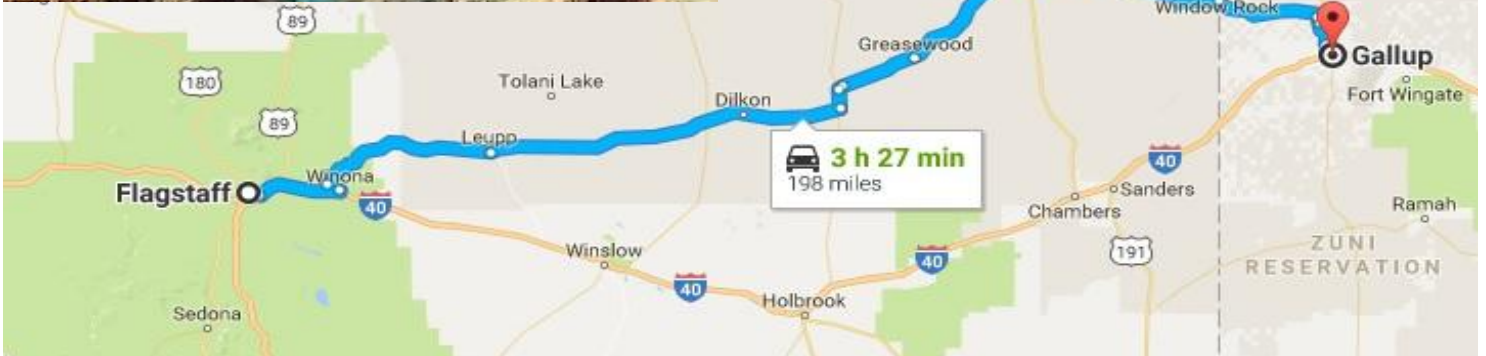 89
Window Rock
Greasewood
Gallup
180
Tolani Lake
Fort Wingate
Dilkon
89
Leupp
3 h 27 min
198 miles
40
Winona
Flagstaff
40
Sanders
Chambers
Ramah
Winslow
191
ZUNI
RESERVATION
40
40
Holbrook
Sedona